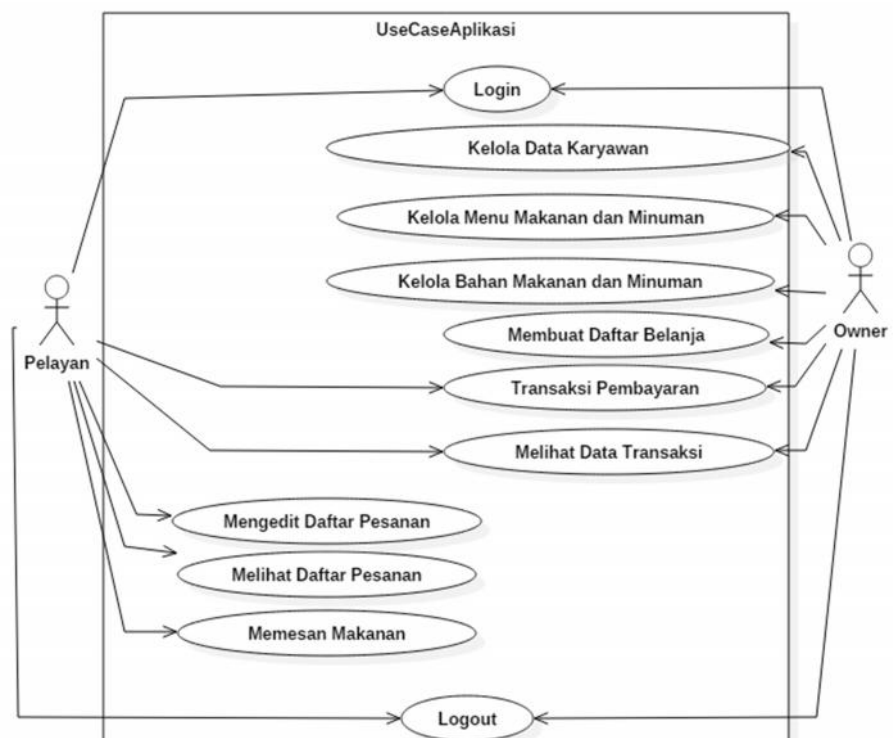 UseCaseAplikasi
Login
Kelola Data Karyawan
Kelola Menu Makanan dan Minuman
Kelola Bahan Makanan dan Minuman
Membuat Daftar Belanja
Owner
Pelayan
Transaksi Pembayaran
Melihat Data Transaksi
Mengedit Daftar Pesanan
Melihat Daftar Pesanan
Memesan Makanan
Logout